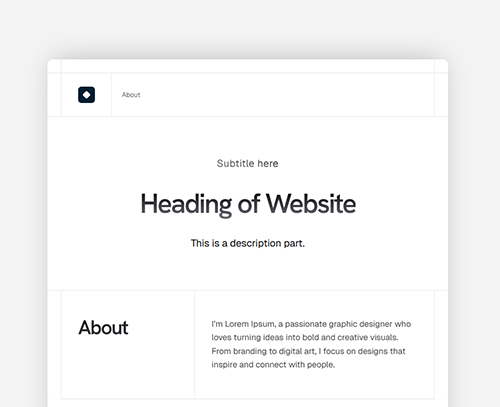 About
Subtitle here
Heading of Website
This is a description part.
About
I'm Lorem Ipsum, a passionate graphic designer who
loves turning ideas into bold and creative visuals.
From branding to digital art, I focus on designs that
inspire and connect with people.